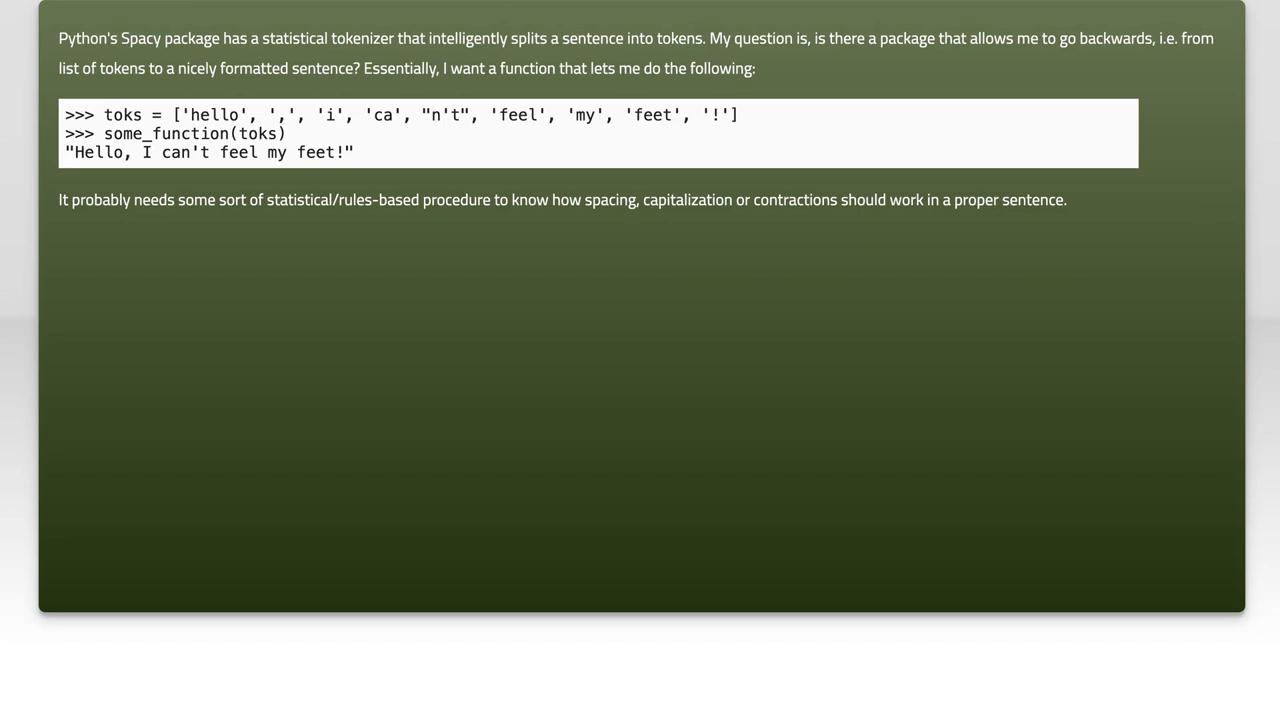 Python's Spacy package has a statistical tokenizer that intelligently splits a sentence into tokens. My question is, is there a package that allows me to go backwards, i.e. from
list of tokens to a nicely formatted sentence? Essentially, I want a function that lets me do the following:
>>> toks = ['hello', ',', 'i', 'ca', "n't", 'feel', 'my', 'feet', '!']
>>> some_function(toks)
"Hello, I can't feel my feet!"
It probably needs some sort of statistical/rules-based procedure to know how spacing, capitalization or contractions should work in a proper sentence.